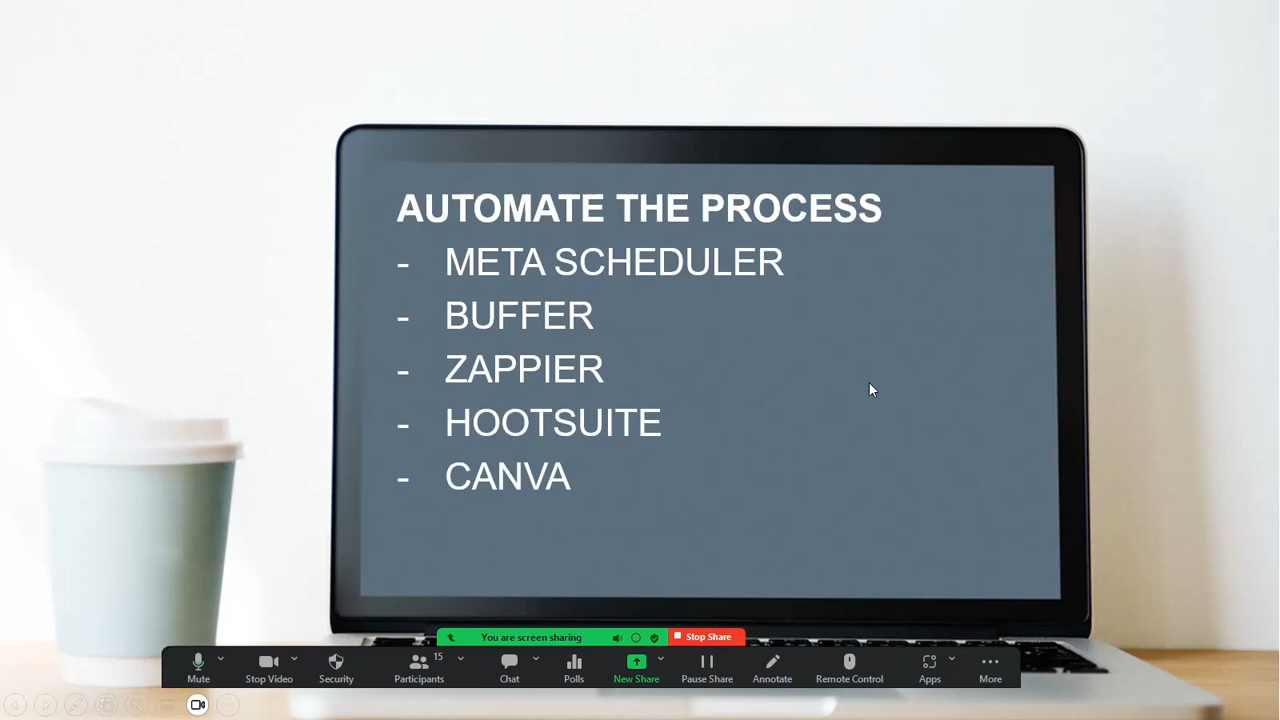 AUTOMATE THE PROCESS
- META SCHEDULER
- BUFFER
- ZAPPIER
- HOOTSUITE
- CANVA
You are screen sharing
Stop Share
15
Mute
Stop Video
Security
Participants
Chat
Polls
New Share
Pause Share
Annotate
Remote Control
Apps
More